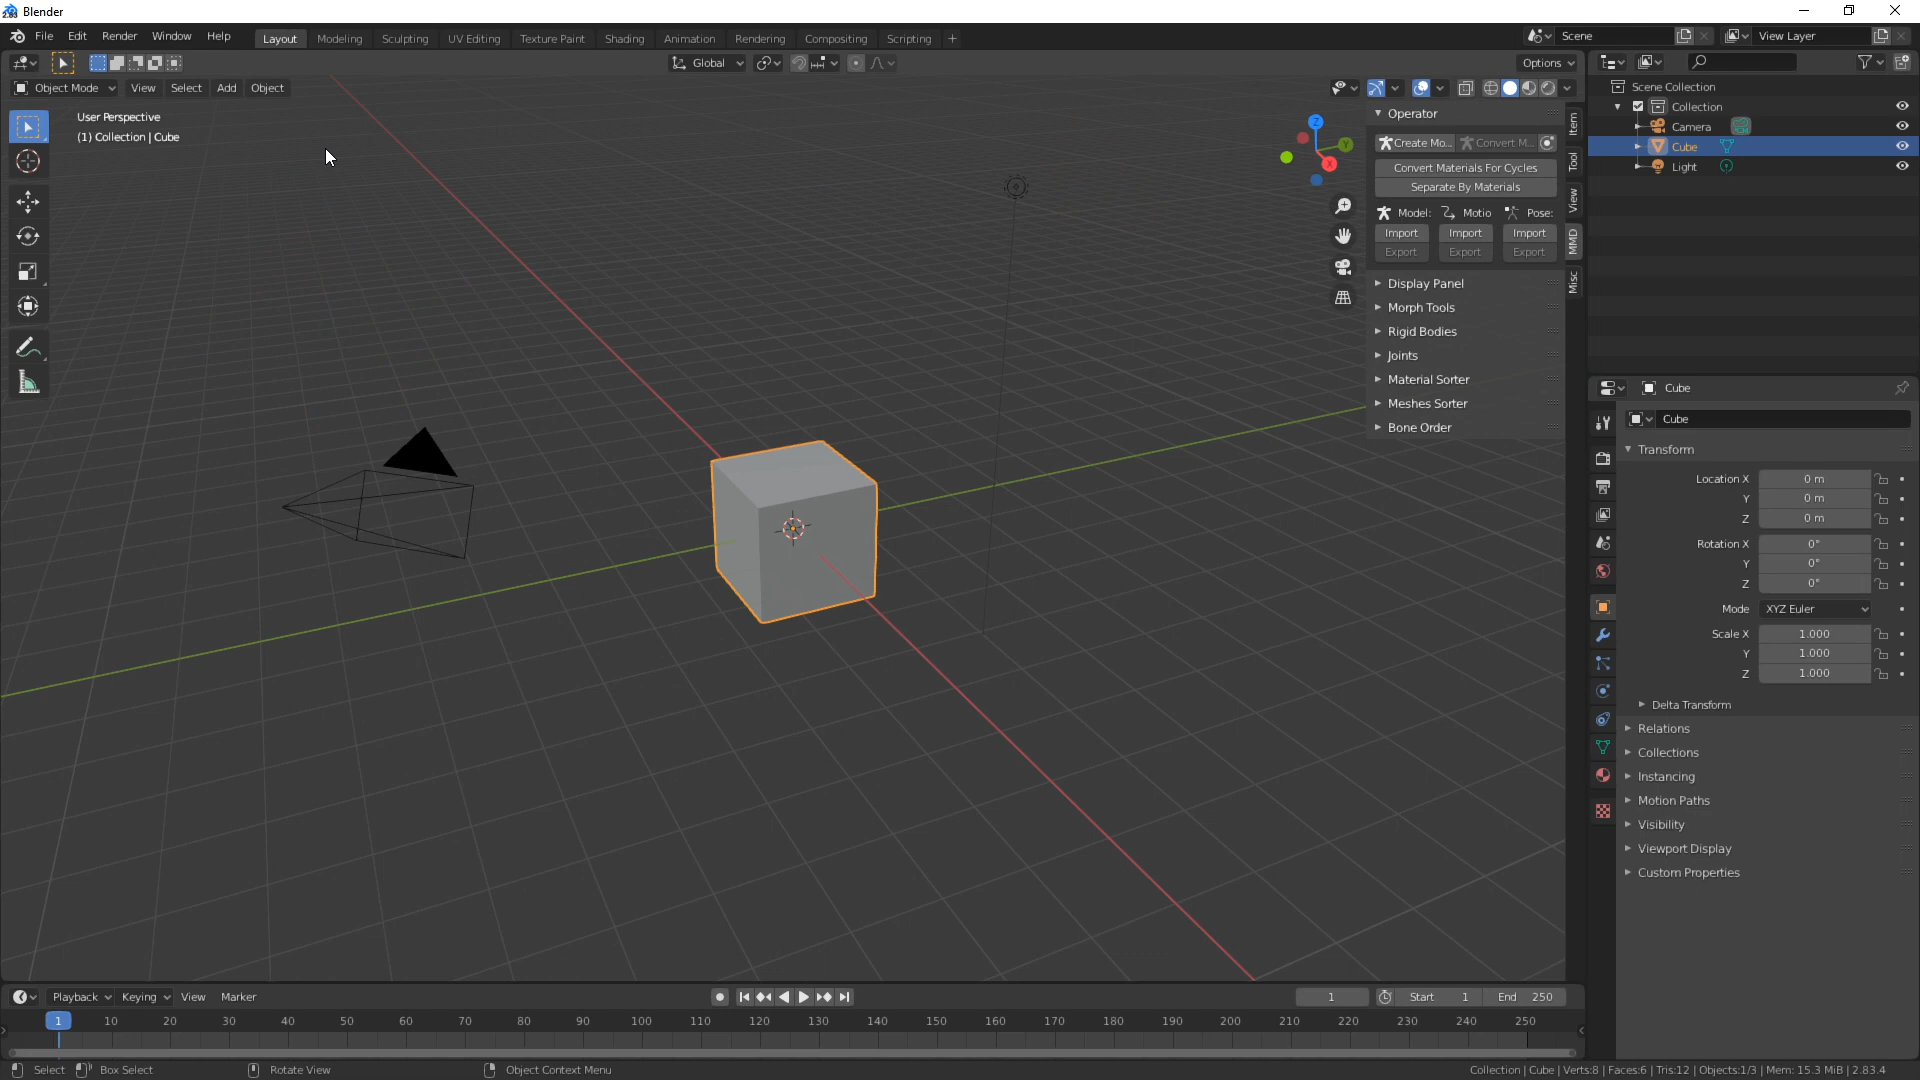 Blender
File Edit Render Window Help Layout Modeling Sculpting UV Editing Texture Paint Shading Animation Rendering Compositing Scripting + Scene View Layer
Global Options
Object Mode View Select Add Object
User Perspective
(1) Collection | Cube
Z
Y
X
Operator
Create Mo... Convert M...
Convert Materials For Cycles
Separate By Materials
Model: Motio Pose:
Import Import Import
Export Export Export
Display Panel
Morph Tools
Rigid Bodies
Joints
Material Sorter
Meshes Sorter
Bone Order
Item
Tool
View
MMD
Misc
Scene Collection
Collection
Camera
Cube
Light
Cube
Cube
Transform
Location X 0 m
Y 0 m
Z 0 m
Rotation X 0°
Y 0°
Z 0°
Mode XYZ Euler
Scale X 1.000
Y 1.000
Z 1.000
Delta Transform
Relations
Collections
Instancing
Motion Paths
Visibility
Viewport Display
Custom Properties
Playback Keying View Marker 1 Start 1 End 250
1 10 20 30 40 50 60 70 80 90 100 110 120 130 140 150 160 170 180 190 200 210 220 230 240 250
Select Box Select Rotate View Object Context Menu Collection | Cube | Verts:8 | Faces:6 | Tris:12 | Objects:1/3 | Mem: 15.3 MiB | 2.83.4